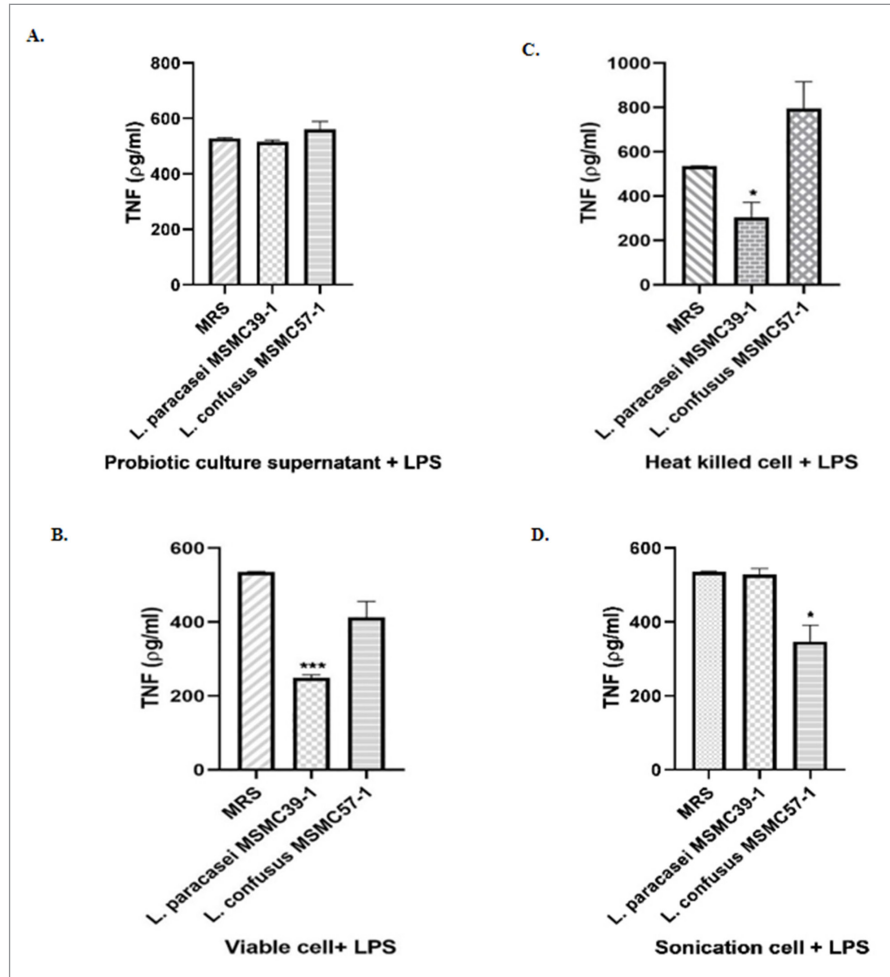 A.
800
600
400
200
0
TNF (ρg/ml)
MRS
L. paracasei MSMC39-1
L. confusus MSMC57-1
Probiotic culture supernatant + LPS
C.
1000
800
600
400
200
0
TNF (ρg/ml)
*
MRS
L. paracasei MSMC39-1
L. confusus MSMC57-1
Heat killed cell + LPS
B.
600
400
200
0
TNF (ρg/ml)
***
MRS
L. paracasei MSMC39-1
L. confusus MSMC57-1
Viable cell+ LPS
D.
600
400
200
0
TNF (ρg/ml)
*
MRS
L. paracasei MSMC39-1
L. confusus MSMC57-1
Sonication cell + LPS